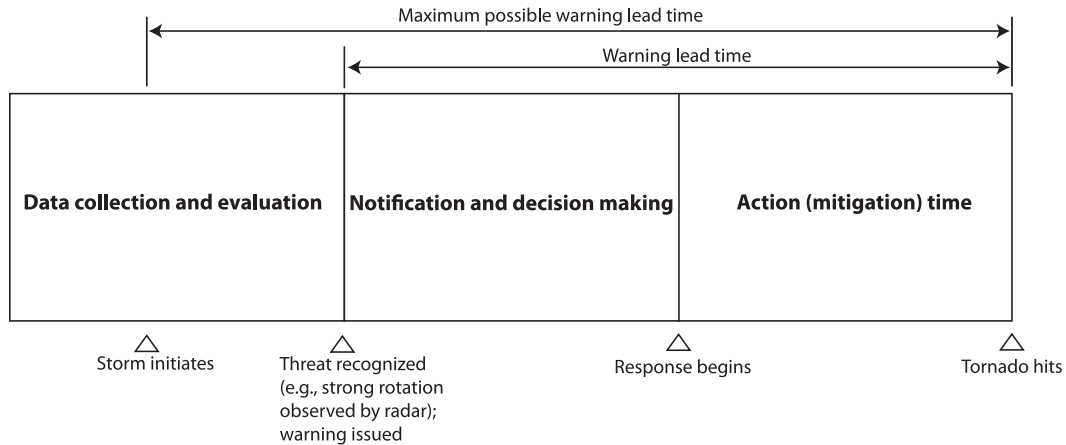 Maximum possible warning lead time
Warning lead time
Data collection and evaluation
Notification and decision making
Action (mitigation) time
Storm initiates
Threat recognized
(e.g., strong rotation
observed by radar);
warning issued
Response begins
Tornado hits